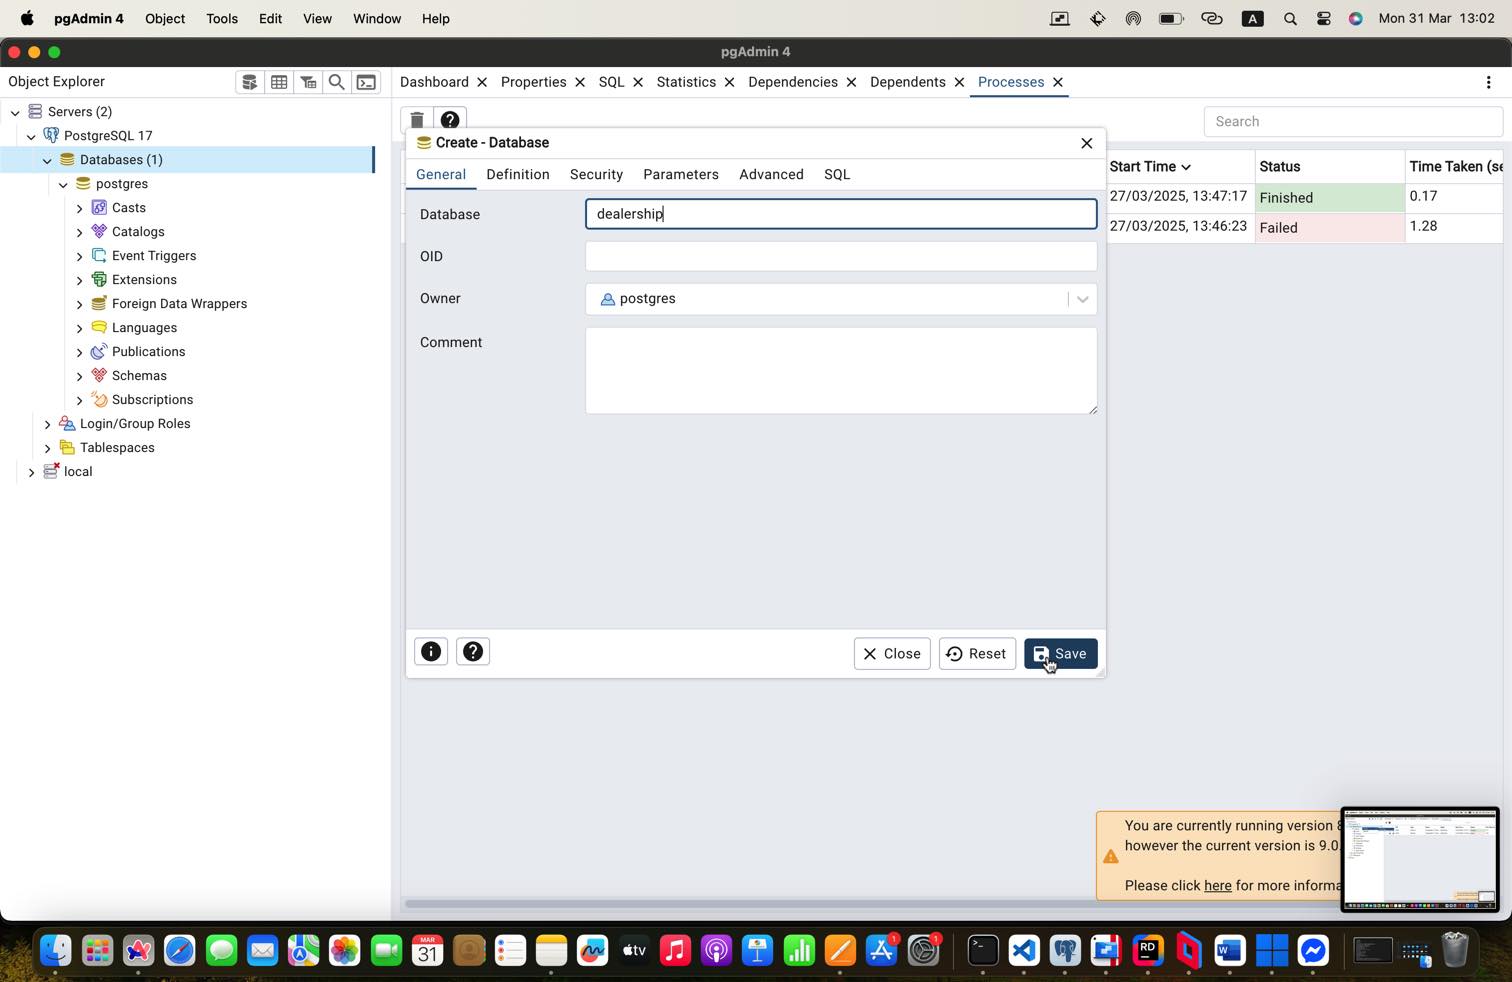 pgAdmin 4 Object Tools Edit View Window Help A Mon 31 Mar 13:02
pgAdmin 4
Object Explorer
Dashboard Properties SQL Statistics Dependencies Dependents Processes
Servers (2)
PostgreSQL 17
Databases (1)
postgres
Casts
Catalogs
Event Triggers
Extensions
Foreign Data Wrappers
Languages
Publications
Schemas
Subscriptions
Login/Group Roles
Tablespaces
local
Search
Start Time Status Time Taken (se
27/03/2025, 13:47:17 Finished 0.17
27/03/2025, 13:46:23 Failed 1.28
Create - Database
General Definition Security Parameters Advanced SQL
Database dealership
OID
Owner postgres
Comment
Close Reset Save
You are currently running version 8
however the current version is 9.0.
Please click here for more informa
MAR
31
tv
1
1
RD
W